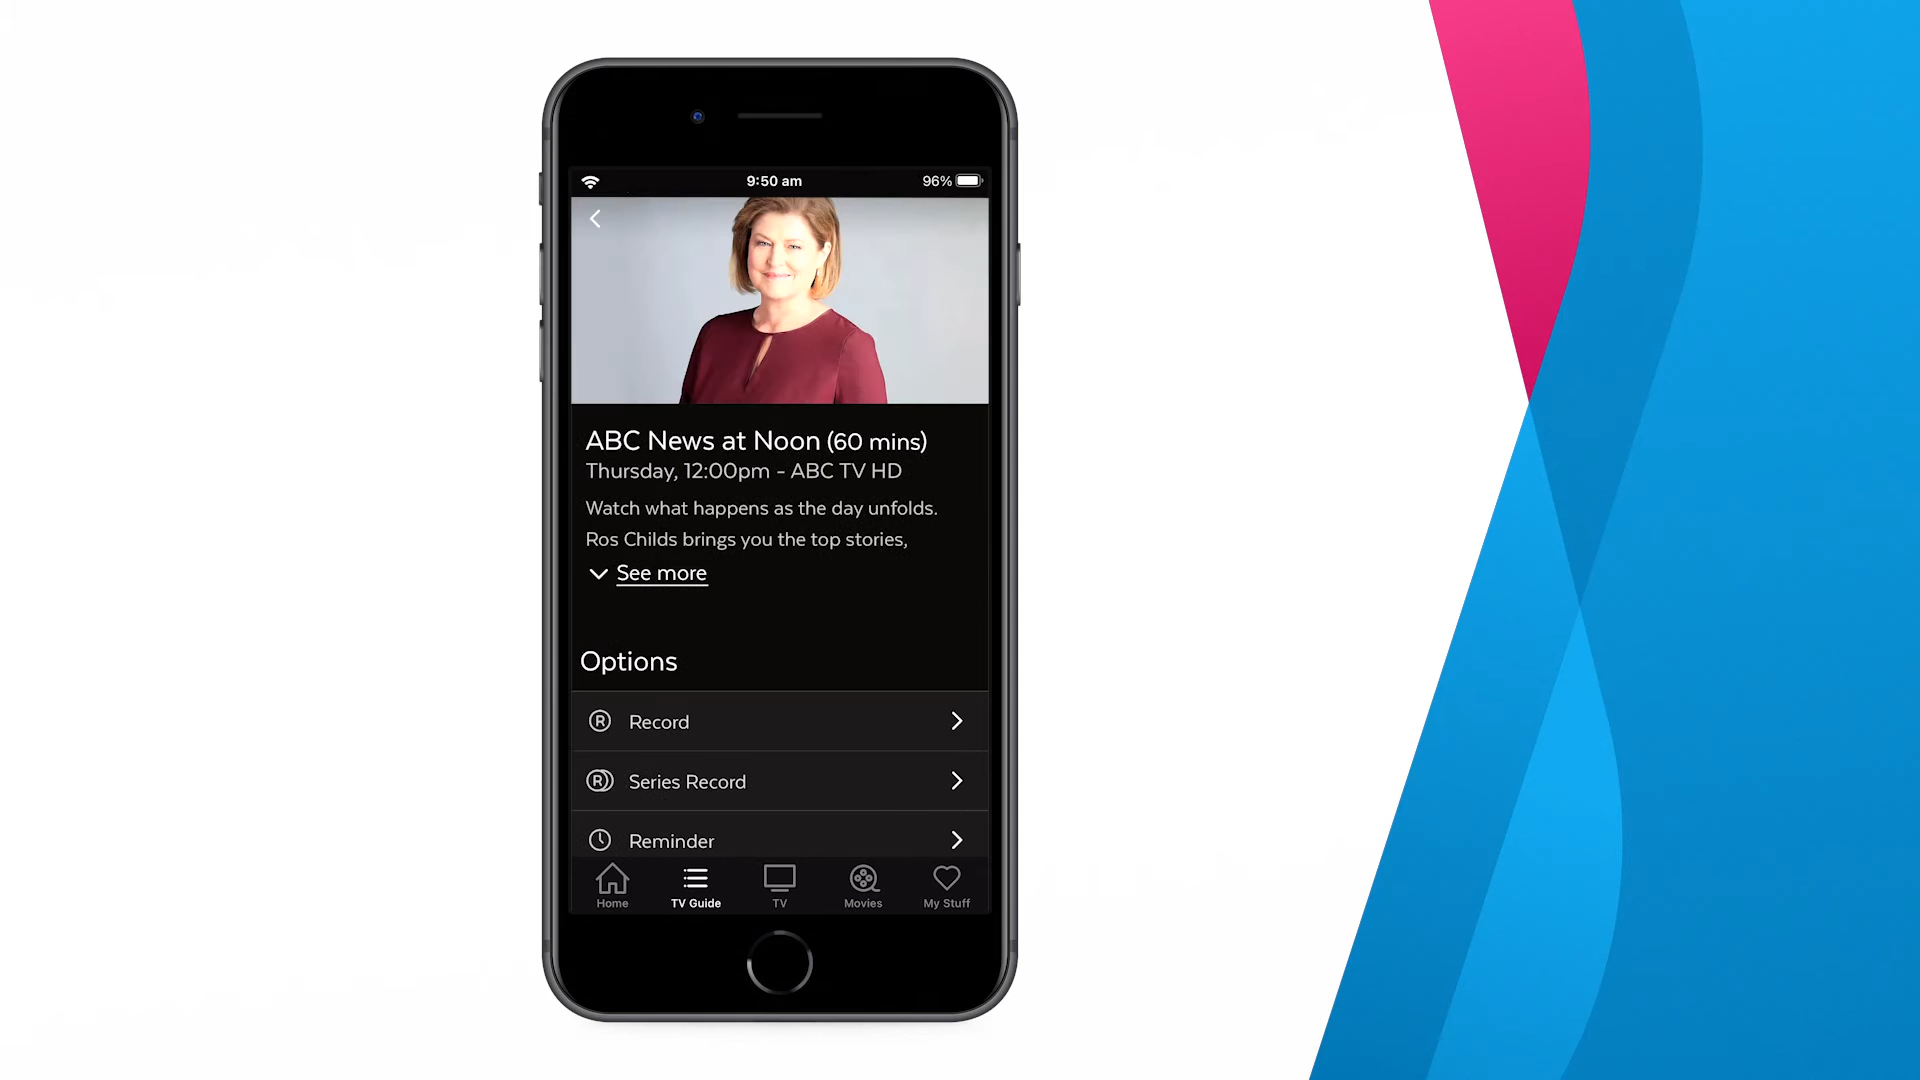 9:50 am
96%
ABC News at Noon (60 mins)
Thursday, 12:00pm - ABC TV HD
Watch what happens as the day unfolds.
Ros Childs brings you the top stories,
See more
Options
R Record
R Series Record
Reminder
Home TV Guide TV Movies My Stuff